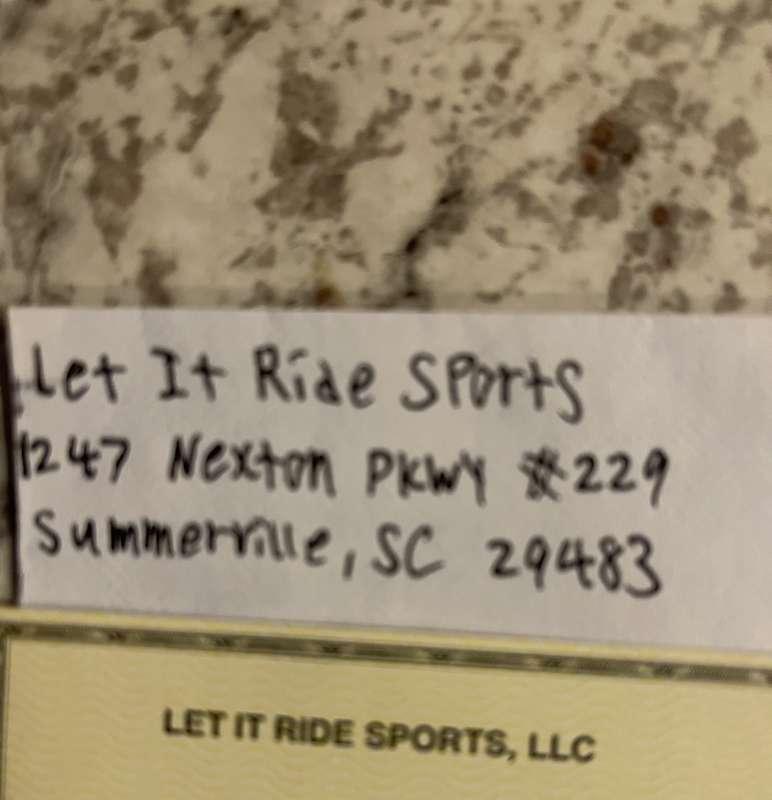 Let It Ride Sports
1247 Nexton PKWY #229
Summerville, SC 29483
LET IT RIDE SPORTS, LLC